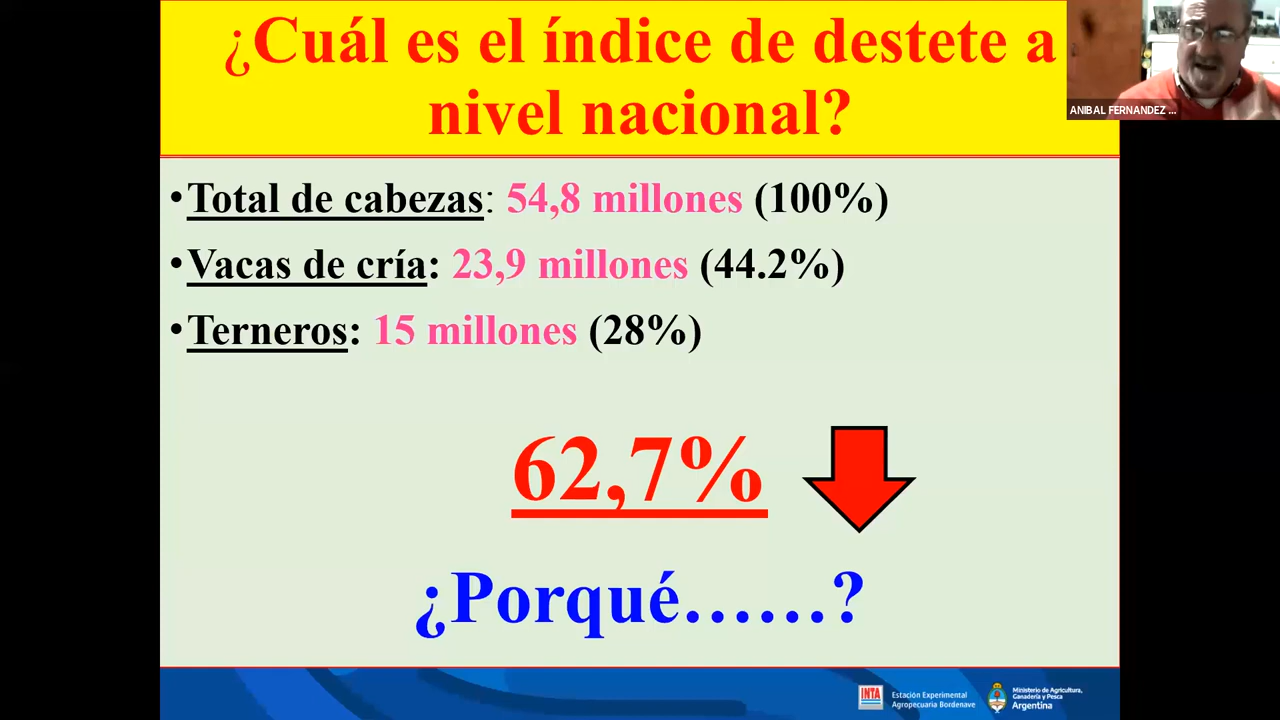 ¿Cuál es el índice de destete a
nivel nacional?
ANIBAL FERNANDEZ ...
•Total de cabezas: 54,8 millones (100%)
•Vacas de cría: 23,9 millones (44.2%)
•Terneros: 15 millones (28%)
62,7%
¿Porqué......?
INTA
Estación Experimental
Agropecuaria Bordenave
Ministerio de Agricultura,
Ganadería y Pesca
Argentina